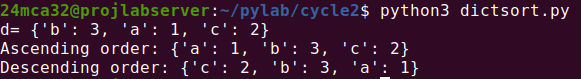 24mca32@projlabserver:~/pylab/cycle2$ python3 dictsort.py
d= {'b': 3, 'a': 1, 'c': 2}
Ascending order: {'a': 1, 'b': 3, 'c': 2}
Descending order: {'c': 2, 'b': 3, 'a': 1}